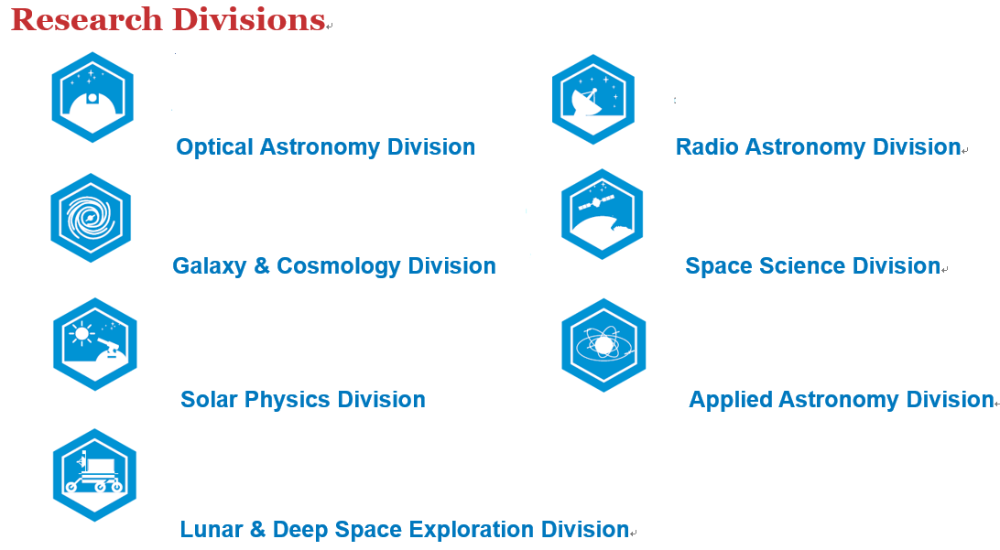 Research Divisions
Optical Astronomy Division
Radio Astronomy Division
Galaxy & Cosmology Division
Space Science Division
Solar Physics Division
Applied Astronomy Division
Lunar & Deep Space Exploration Division